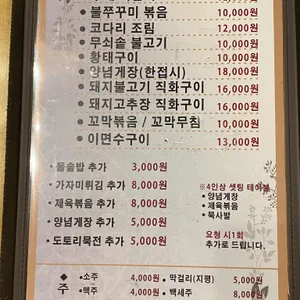 불쭈꾸미 볶음 10,000원
코다리 조림 12,000원
무쇠솥 불고기 10,000원
황태구이 10,000원
양념게장(한접시) 18,000원
돼지불고기 직화구이 16,000원
돼지고추장 직화구이 16,000원
꼬막볶음 / 꼬막무침 10,000원
이면수구이 13,000원
• 돌솥밥 추가 3,000원
• 가자미튀김 추가 8,000원
• 제육볶음 추가 8,000원
• 양념게장 추가 5,000원
• 도토리묵전 추가 5,000원
※4인상 셋팅 테이블
• 양념게장
• 제육볶음
• 묵사발
요청 시1회
추가로 드립니다.
◆ • 소주 4,000원 • 막걸리(지평) 5,000원
주 • 맥주 4,000원 • 백세주 8,000원